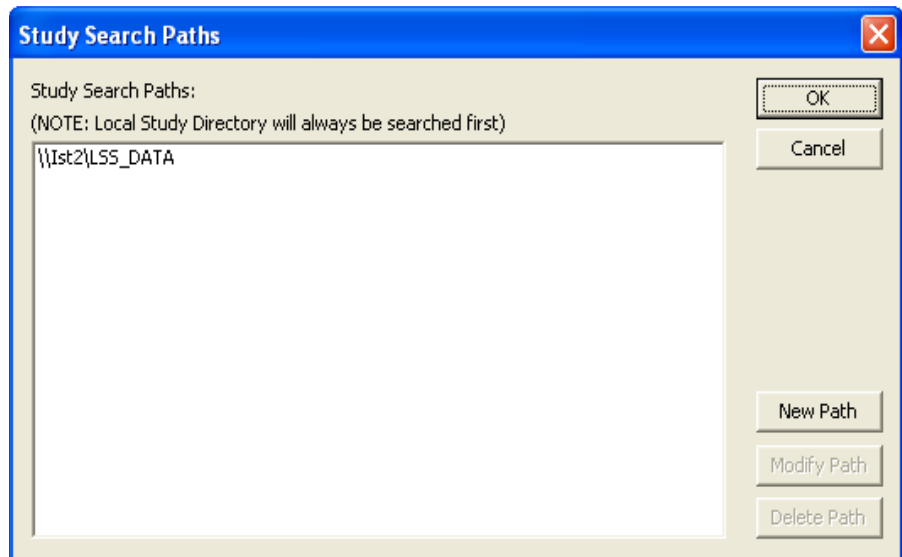 Study Search Paths
Study Search Paths:
(NOTE: Local Study Directory will always be searched first)
\\Ist2\LSS_DATA
OK
Cancel
New Path
Modify Path
Delete Path